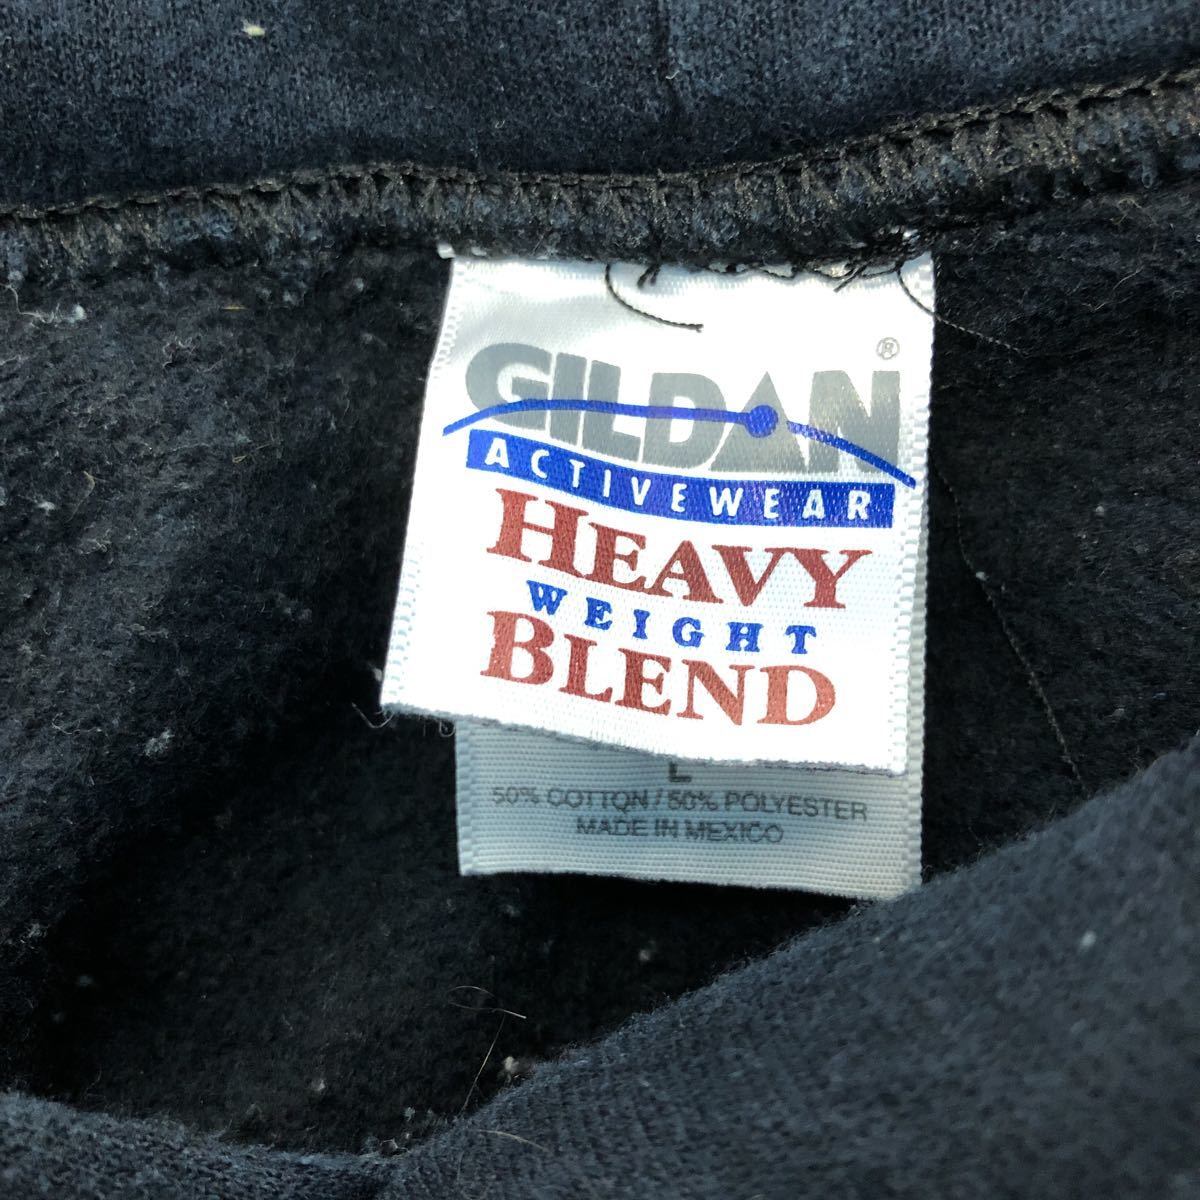 GILDAN®
ACTIVEWEAR
HEAVY
WEIGHT
BLEND
L
50% COTTON / 50% POLYESTER
MADE IN MEXICO